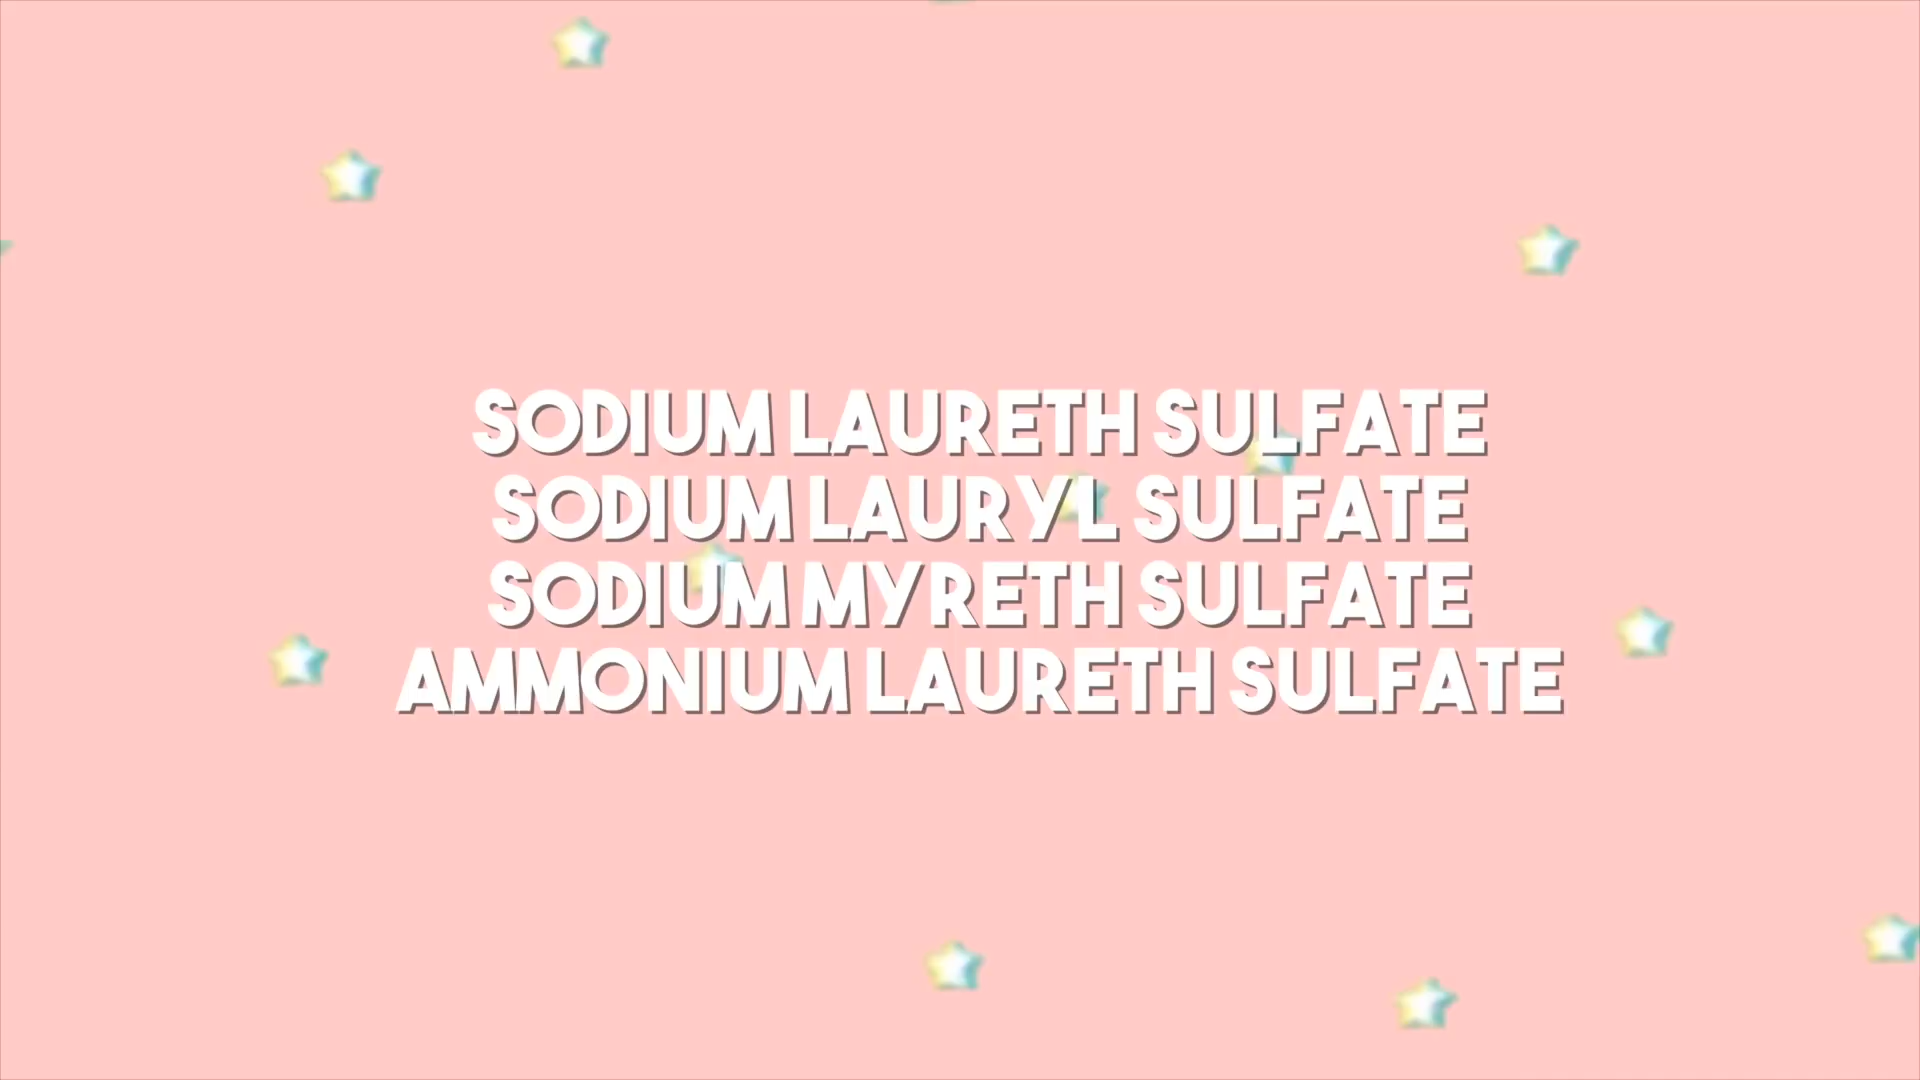 SODIUM LAURETH SULFATE
SODIUM LAURYL SULFATE
SODIUM MYRETH SULFATE
AMMONIUM LAURETH SULFATE